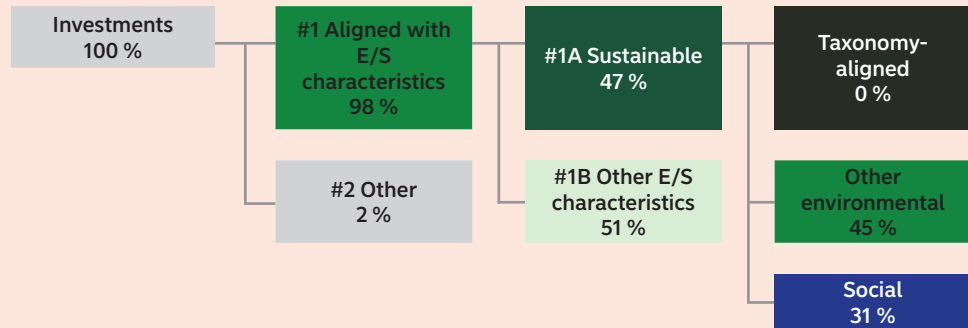 Investments
100 %
#1 Aligned with
E/S
characteristics
98 %
#2 Other
2 %
#1A Sustainable
47 %
#1B Other E/S
characteristics
51 %
Taxonomy-
aligned
0 %
Other
environmental
45 %
Social
31 %